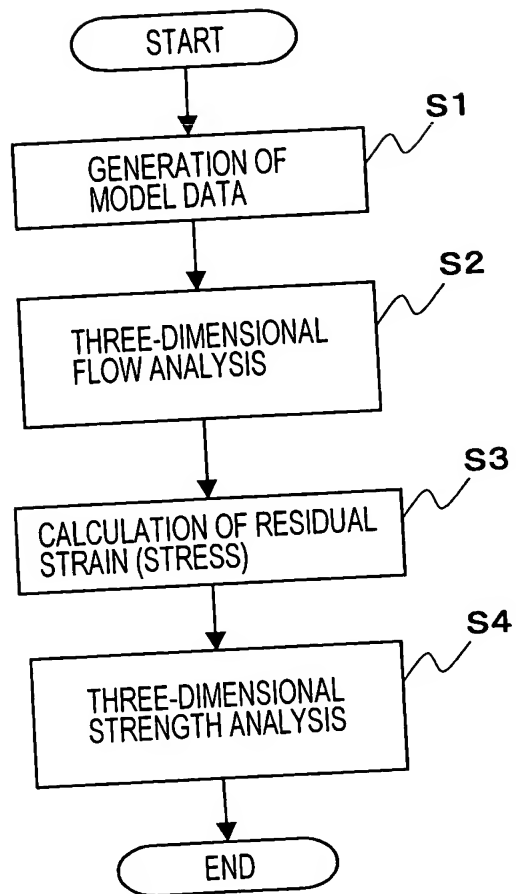 START
S1
GENERATION OF
MODEL DATA
S2
THREE-DIMENSIONAL
FLOW ANALYSIS
S3
CALCULATION OF RESIDUAL
STRAIN (STRESS)
S4
THREE-DIMENSIONAL
STRENGTH ANALYSIS
END